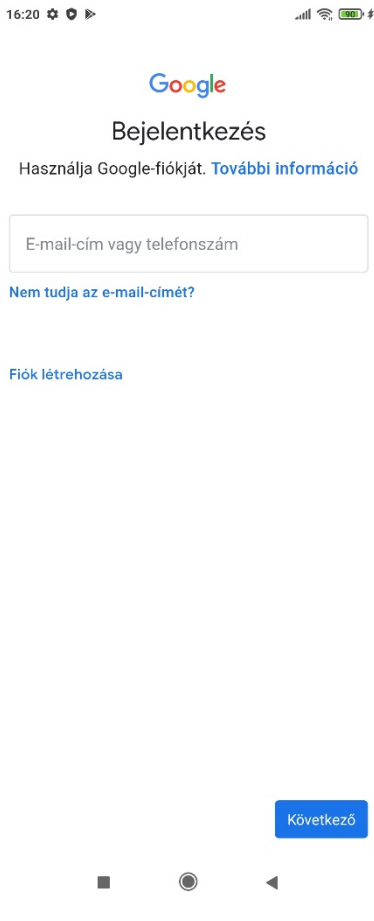 16:20
90
Google
Bejelentkezés
Használja Google-fiókját. További információ
E-mail-cím vagy telefonszám
Nem tudja az e-mail-címét?
Fiók létrehozása
Következő